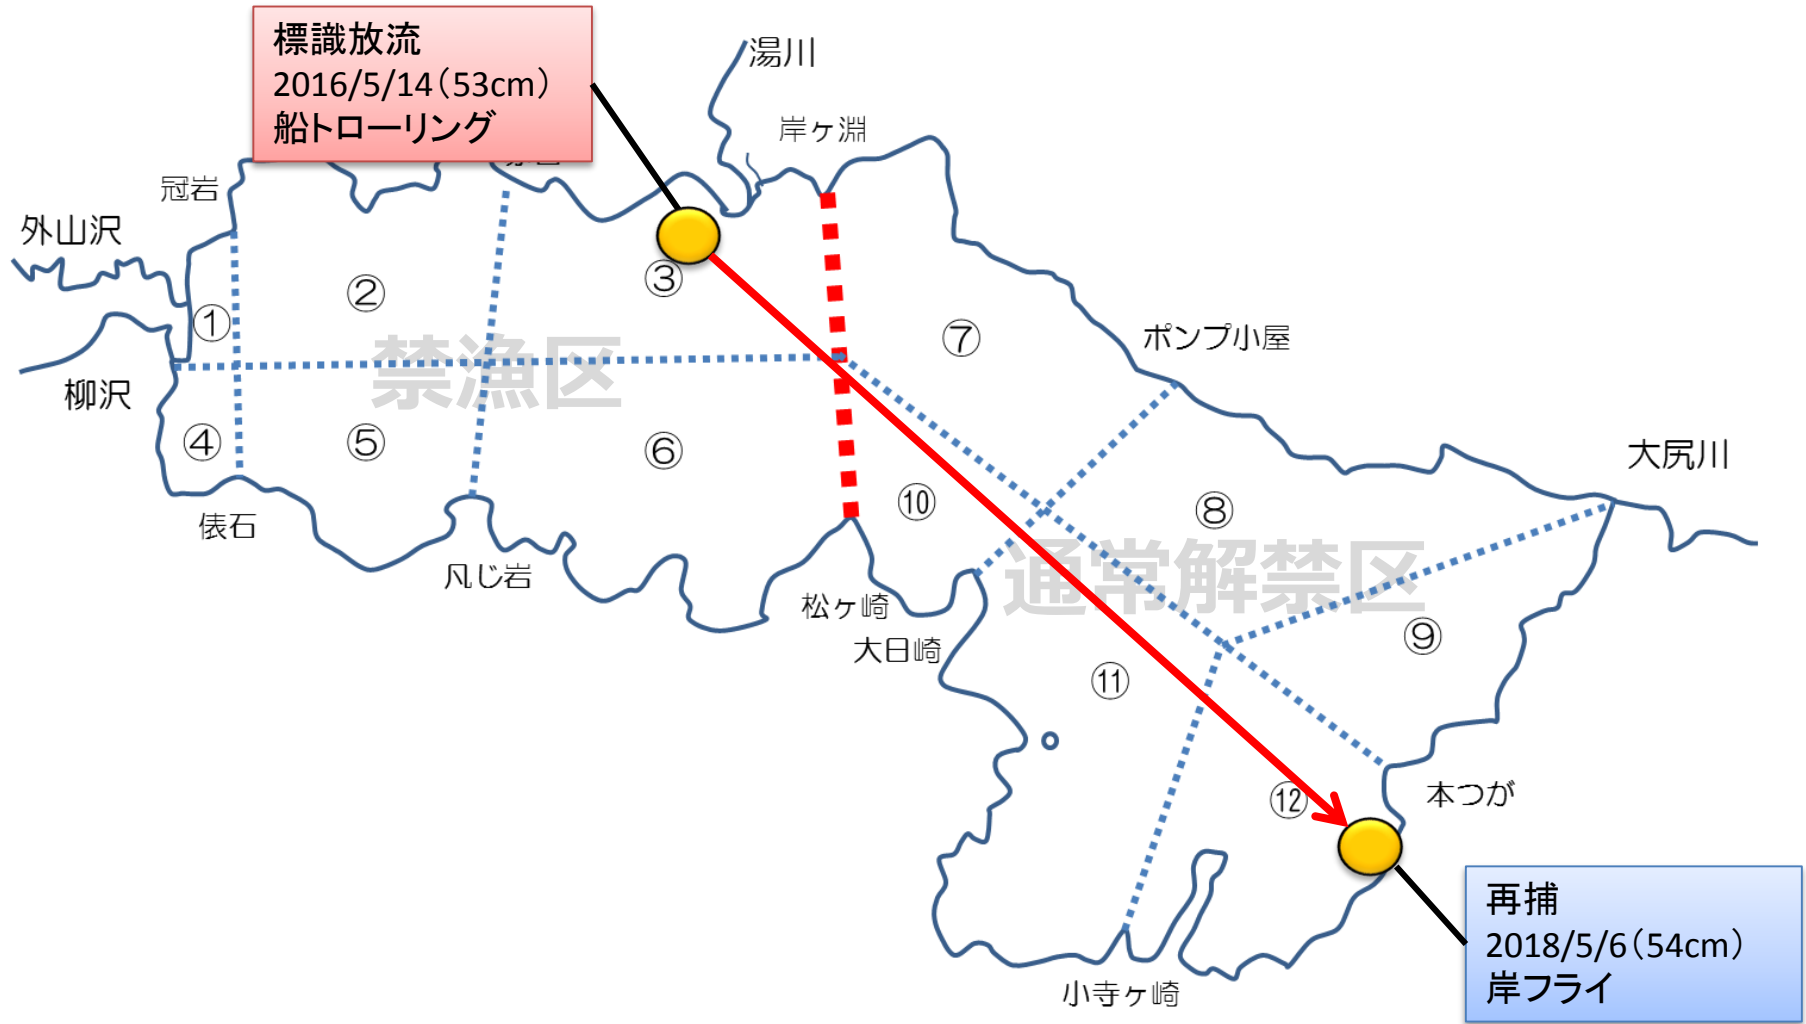 標識放流
2016/5/14(53cm)
船トローリング
湯川
岸ヶ淵
冠岩
外山沢
①
②
③
⑦
ポンプ小屋
禁漁区
柳沢
④
⑤
⑥
⑩
⑧
大尻川
俵石
凡じ岩
通常解禁区
松ヶ崎
大日崎
⑨
⑪
⑫
本つが
再捕
2018/5/6(54cm)
岸フライ
小寺ヶ崎